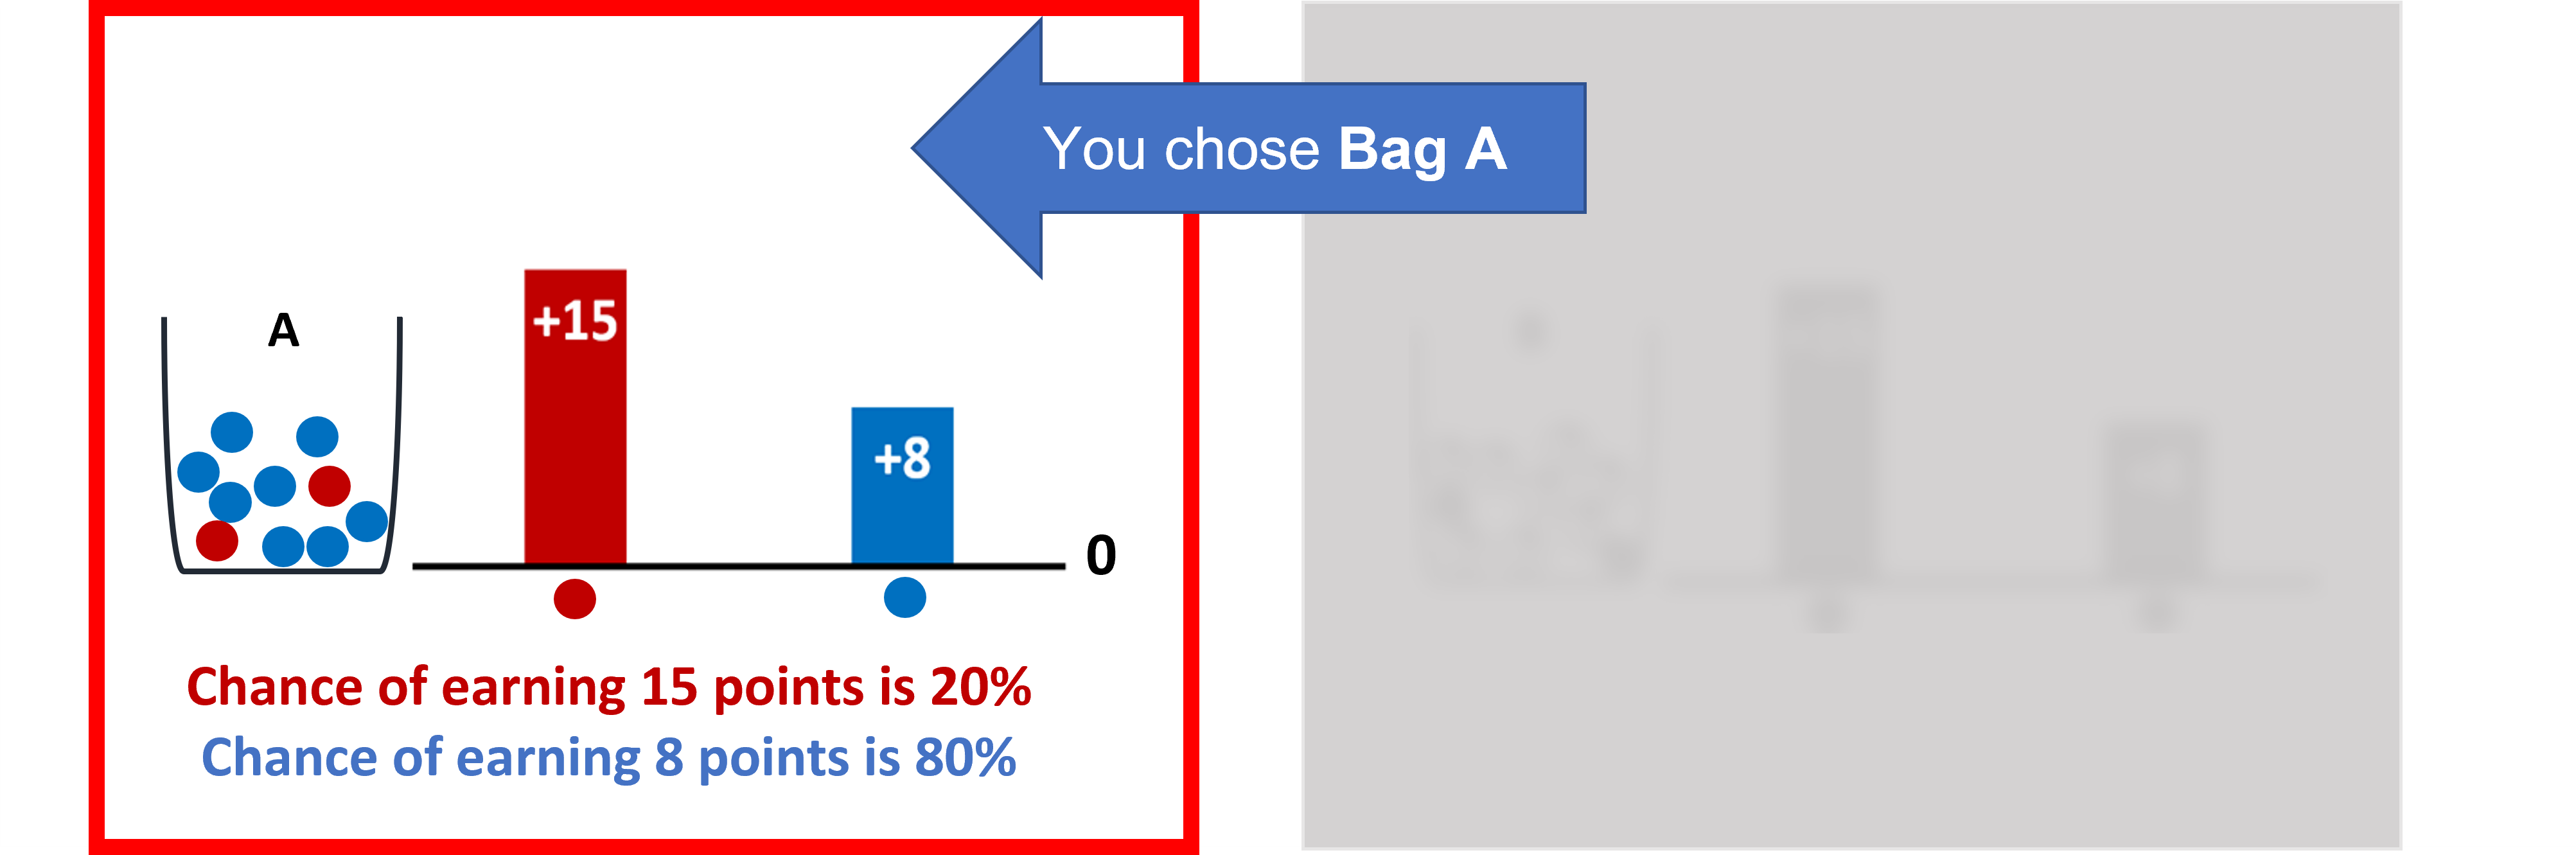 You chose Bag A
A
+15
+8
0
Chance of earning 15 points is 20%
Chance of earning 8 points is 80%